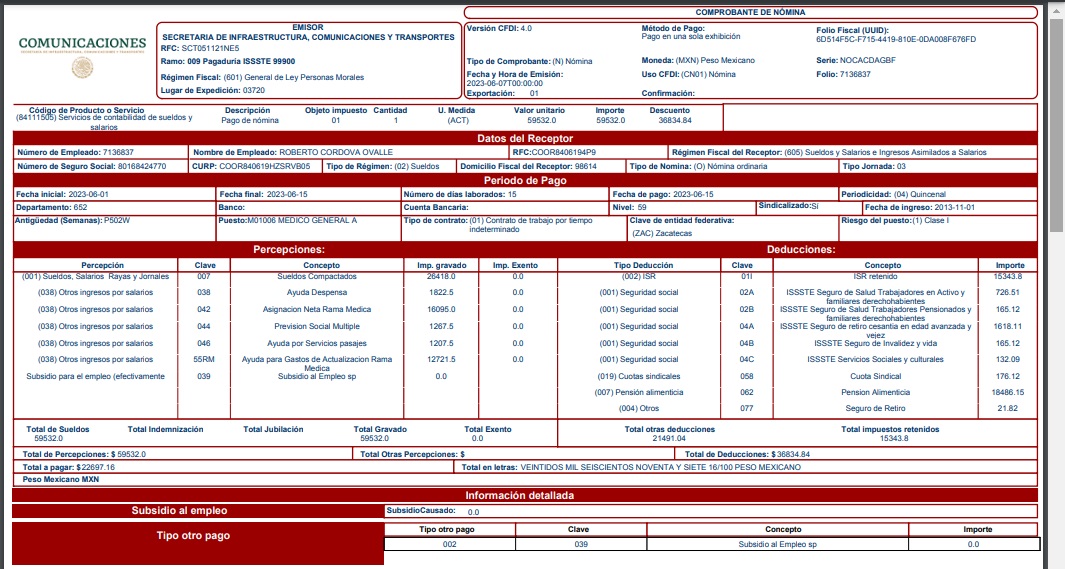 COMUNICACIONES
EMISOR
SECRETARIA DE INFRAESTRUCTURA, COMUNICACIONES Y TRANSPORTES
RFC: SCT051121NE5
Ramo: 009 Pagaduría ISSSTE 99900
Régimen Fiscal: (601) General de Ley Personas Morales
Lugar de Expedición: 03720
COMPROBANTE DE NÓMINA
Versión CFDI: 4.0
Tipo de Comprobante: (N) Nómina
Fecha y Hora de Emisión:
2023-06-07T00:00:00
Exportación: 01
Método de Pago:
Pago en una sola exhibición
Moneda: (MXN) Peso Mexicano
Uso CFDI: (CN01) Nómina
Confirmación:
Folio Fiscal (UUID):
6D514F5C-F715-4419-810E-0DA008F676FD
Serie: NOCACDAGBF
Folio: 7136837
Código de Producto o Servicio Descripción Objeto impuesto Cantidad U. Medida Valor unitario Importe Descuento
(84111505) Servicios de contabilidad de sueldos y salarios Pago de nómina 01 1 (ACT) 59532.0 59532.0 36834.84
Datos del Receptor
Número de Empleado: 7136837 Nombre de Empleado: ROBERTO CORDOVA OVALLE RFC:COOR8406194P9 Régimen Fiscal del Receptor: (605) Sueldos y Salarios e Ingresos Asimilados a Salarios
Número de Seguro Social: 80168424770 CURP: COOR840619HZSRVB05 Tipo de Régimen: (02) Sueldos Domicilio Fiscal del Receptor: 98614 Tipo de Nomina: (O) Nómina ordinaria Tipo Jornada: 03
Periodo de Pago
Fecha inicial: 2023-06-01 Fecha final: 2023-06-15 Número de días laborados: 15 Fecha de pago: 2023-06-15 Periodicidad: (04) Quincenal
Departamento: 652 Banco: Cuenta Bancaria: Nivel: 59 Sindicalizado:Sí Fecha de ingreso: 2013-11-01
Antigüedad (Semanas): P502W Puesto:M01006 MEDICO GENERAL A Tipo de contrato: (01) Contrato de trabajo por tiempo indeterminado Clave de entidad federativa: (ZAC) Zacatecas Riesgo del puesto:(1) Clase I
Percepciones: Deducciones:
Percepción Clave Concepto Imp. gravado Imp. Exento Tipo Deducción Clave Concepto Importe
(001) Sueldos, Salarios Rayas y Jornales 007 Sueldos Compactados 26418.0 0.0 (002) ISR 01I ISR retenido 15343.8
(038) Otros ingresos por salarios 038 Ayuda Despensa 1822.5 0.0 (001) Seguridad social 02A ISSSTE Seguro de Salud Trabajadores en Activo y familiares derechohabientes 726.51
(038) Otros ingresos por salarios 042 Asignacion Neta Rama Medica 16095.0 0.0 (001) Seguridad social 02B ISSSTE Seguro de Salud Trabajadores Pensionados y familiares derechohabientes 165.12
(038) Otros ingresos por salarios 044 Prevision Social Multiple 1267.5 0.0 (001) Seguridad social 04A ISSSTE Seguro de retiro cesantia en edad avanzada y vejez 1618.11
(038) Otros ingresos por salarios 046 Ayuda por Servicios pasajes 1207.5 0.0 (001) Seguridad social 04B ISSSTE Seguro de Invalidez y vida 165.12
(038) Otros ingresos por salarios 55RM Ayuda para Gastos de Actualizacion Rama Medica 12721.5 0.0 (001) Seguridad social 04C ISSSTE Servicios Sociales y culturales 132.09
Subsidio para el empleo (efectivamente 039 Subsidio al Empleo sp 0.0 (019) Cuotas sindicales 058 Cuota Sindical 176.12
(007) Pensión alimenticia 062 Pension Alimenticia 18486.15
(004) Otros 077 Seguro de Retiro 21.82
Total de Sueldos Total Indemnización Total Jubilación Total Gravado Total Exento Total otras deducciones Total impuestos retenidos
59532.0 59532.0 0.0 21491.04 15343.8
Total de Percepciones: $ 59532.0 Total Otras Percepciones: $ Total de Deducciones: $ 36834.84
Total a pagar: $22697.16 Total en letras: VEINTIDOS MIL SEISCIENTOS NOVENTA Y SIETE 16/100 PESO MEXICANO
Peso Mexicano MXN
Información detallada
Subsidio al empleo SubsidioCausado: 0.0
Tipo otro pago Tipo otro pago Clave Concepto Importe
002 039 Subsidio al Empleo sp 0.0